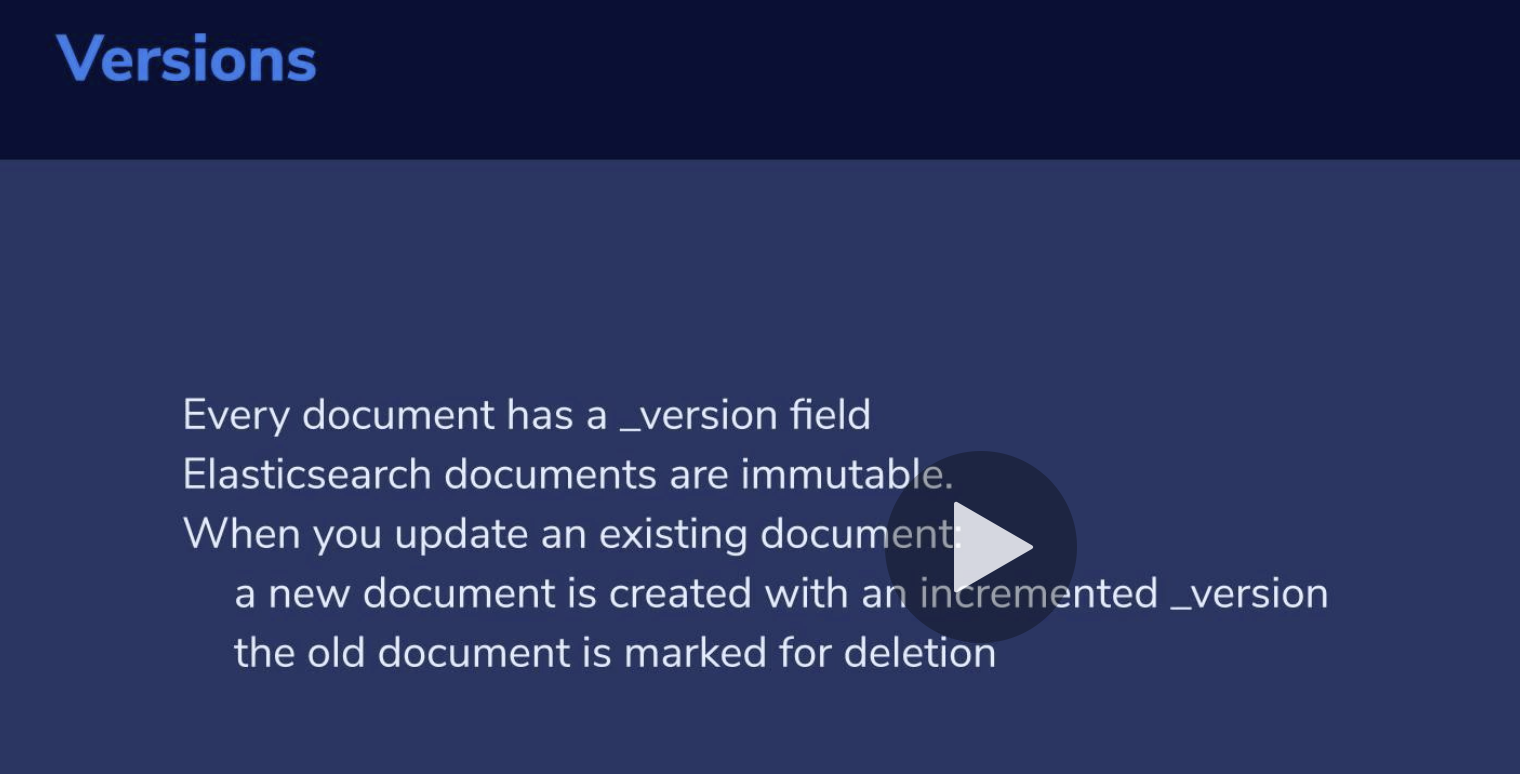 Versions
Every document has a _version field
Elasticsearch documents are immutable.
When you update an existing document:
a new document is created with an incremented _version
the old document is marked for deletion